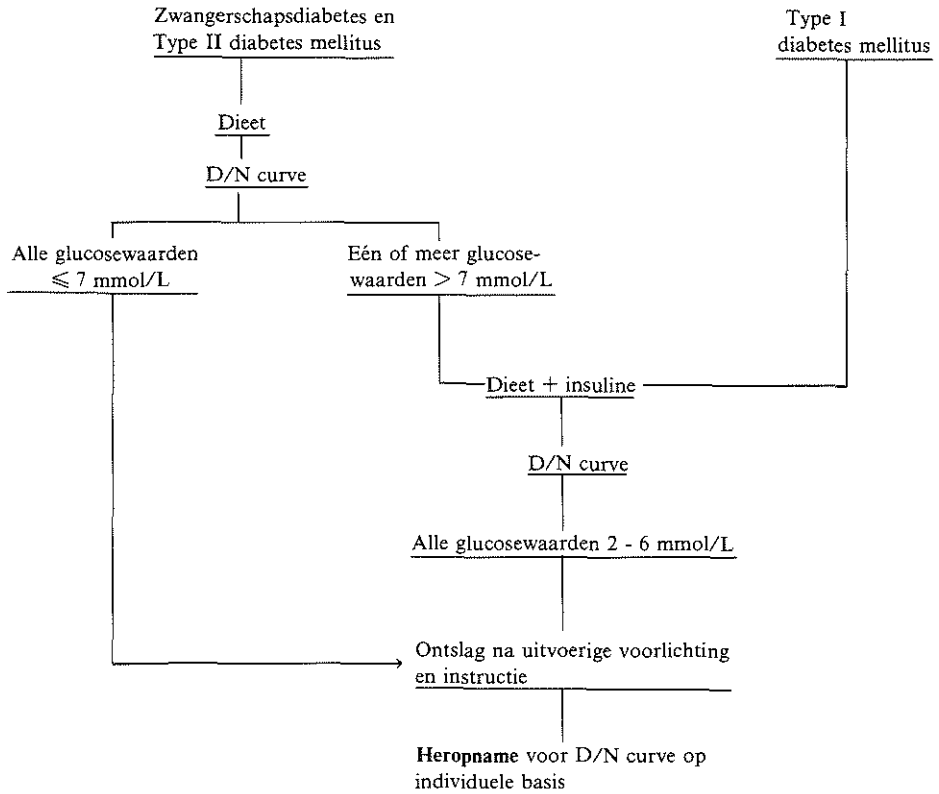 Zwangerschapsdiabetes en
Type II diabetes mellitus
Type I
diabetes mellitus
Dieet
D/N curve
Alle glucosewaarden
⩽ 7 mmol/L
Eén of meer glucose-
waarden > 7 mmol/L
Dieet + insuline
D/N curve
Alle glucosewaarden 2 - 6 mmol/L
Ontslag na uitvoerige voorlichting
en instructie
Heropname voor D/N curve op
individuele basis